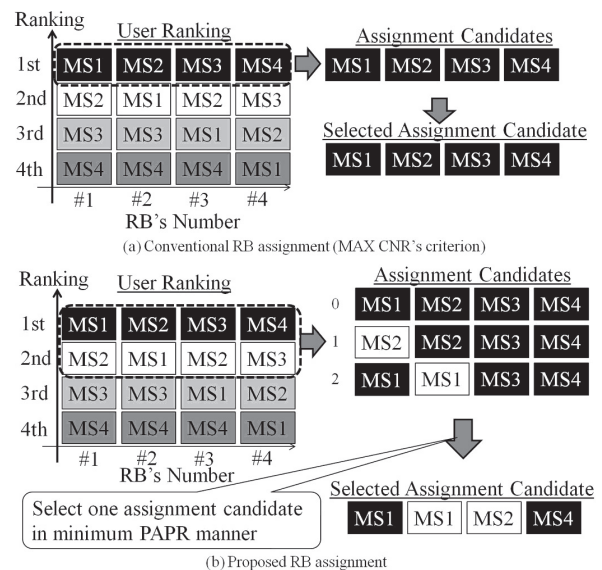 Ranking
User Ranking
Assignment Candidates
1st MS1 MS2 MS3 MS4
MS1 MS2 MS3 MS4
2nd MS2 MS1 MS2 MS3
3rd MS3 MS3 MS1 MS2
4th MS4 MS4 MS4 MS1
Selected Assignment Candidate
MS1 MS2 MS3 MS4
#1 #2 #3 #4
RB's Number
(a) Conventional RB assignment (MAX CNR's criterion)
Ranking
User Ranking
Assignment Candidates
1st MS1 MS2 MS3 MS4
2nd MS2 MS1 MS2 MS3
3rd MS3 MS3 MS1 MS2
4th MS4 MS4 MS4 MS1
#1 #2 #3 #4
RB's Number
0 MS1 MS2 MS3 MS4
1 MS2 MS2 MS3 MS4
2 MS1 MS1 MS3 MS4
Select one assignment candidate
in minimum PAPR manner
Selected Assignment Candidate
MS1 MS1 MS2 MS4
(b) Proposed RB assignment